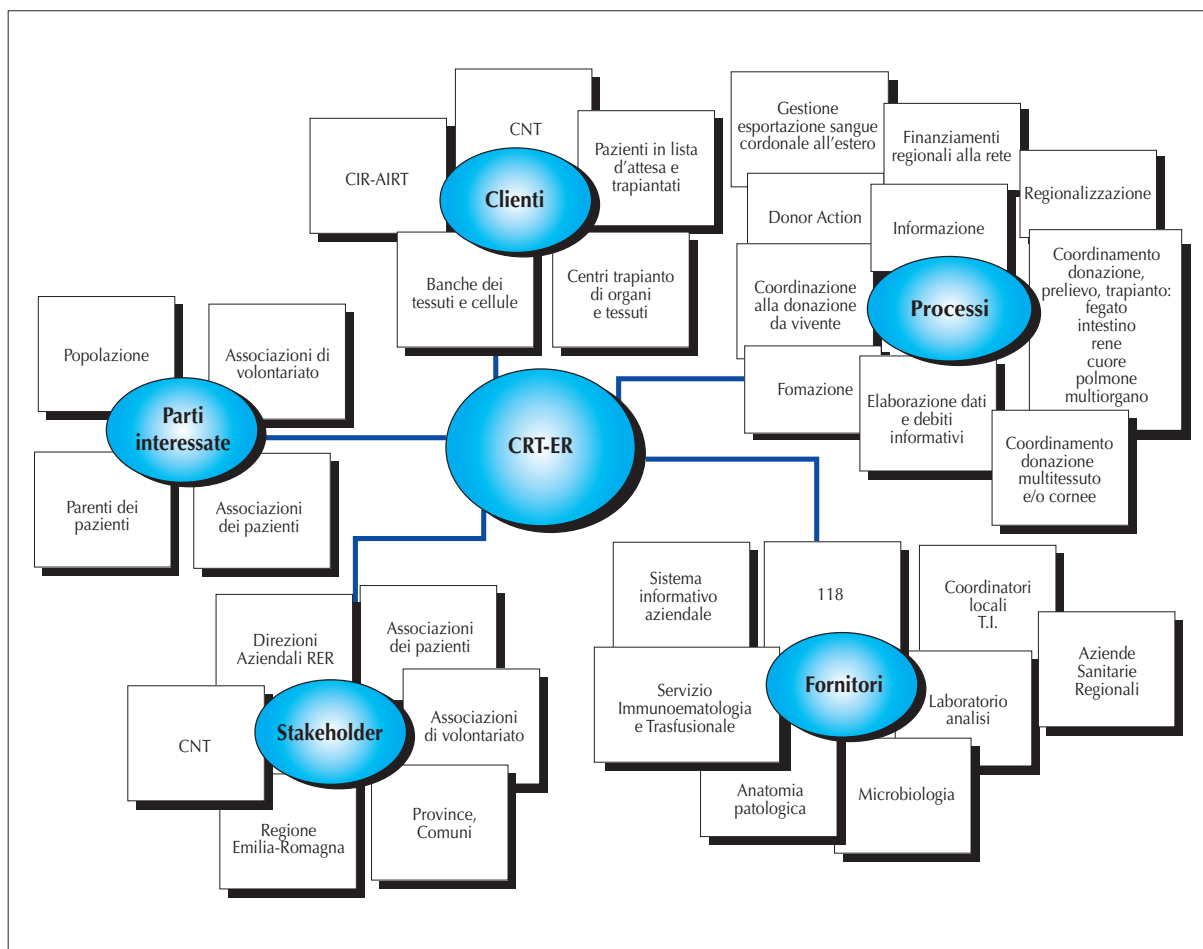 CNT
CIR-AIRT
Pazienti in lista
d'attesa e
trapiantati
Clienti
Banche dei
tessuti e cellule
Centri trapianto
di organi
e tessuti
Gestione
esportazione sangue
cordonale all'estero
Finanziamenti
regionali alla rete
Regionalizzazione
Donor Action
Informazione
Coordinazione
alla donazione
da vivente
Processi
Coordinamento
donazione,
prelievo, trapianto:
fegato
intestino
rene
cuore
polmone
multiorgano
Fomazione
Elaborazione dati
e debiti
informativi
Coordinamento
donazione
multitessuto
e/o cornee
Popolazione
Associazioni di
volontariato
Parti
interessate
Parenti dei
pazienti
Associazioni
dei pazienti
CRT-ER
Direzioni
Aziendali RER
Associazioni
dei pazienti
CNT
Stakeholder
Associazioni
di volontariato
Regione
Emilia-Romagna
Province,
Comuni
Sistema
informativo
aziendale
118
Coordinatori
locali
T.I.
Aziende
Sanitarie
Regionali
Servizio
Immunoematologia
e Trasfusionale
Fornitori
Laboratorio
analisi
Anatomia
patologica
Microbiologia